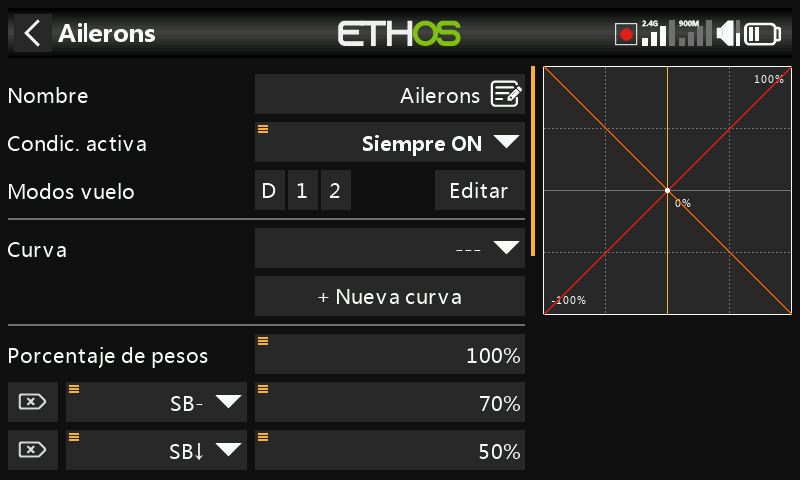 Ailerons
ETHOS
2.4G
900M
Nombre
Ailerons
Condic. activa
Siempre ON
Modos vuelo
D 1 2
Editar
Curva
---
+ Nueva curva
Porcentaje de pesos
100%
SB-
70%
SB↓
50%
100%
0%
-100%